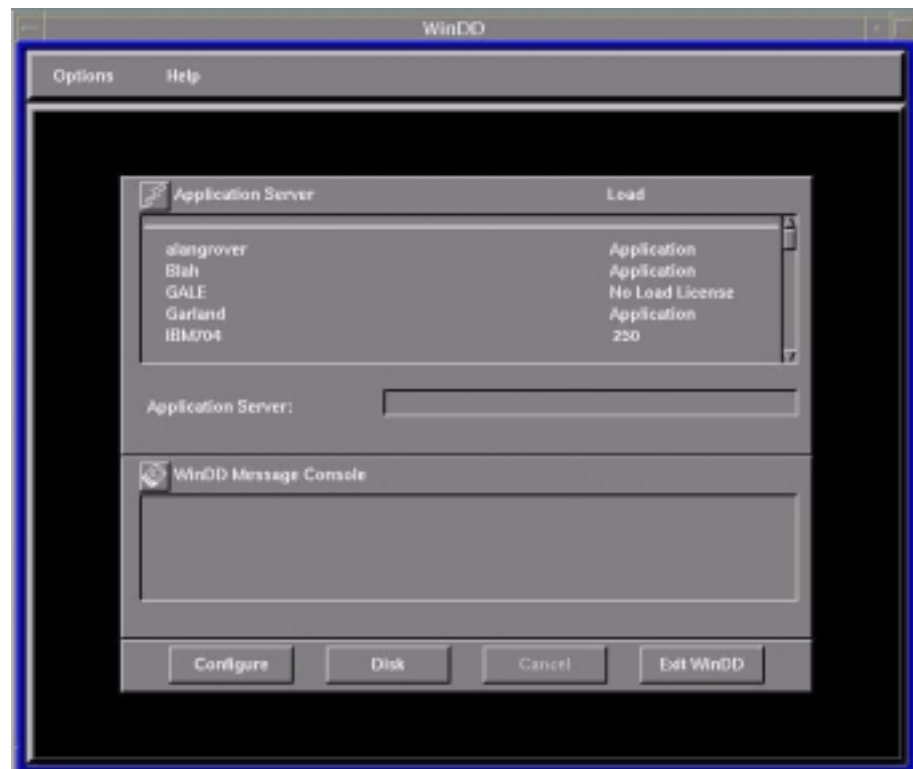 WinDD
Options Help
Application Server Load
alangrover Application
Blah Application
GALE No Load License
Garland Application
IBM704 250
Application Server:
WinDD Message Console
Configure Disk Cancel Exit WinDD